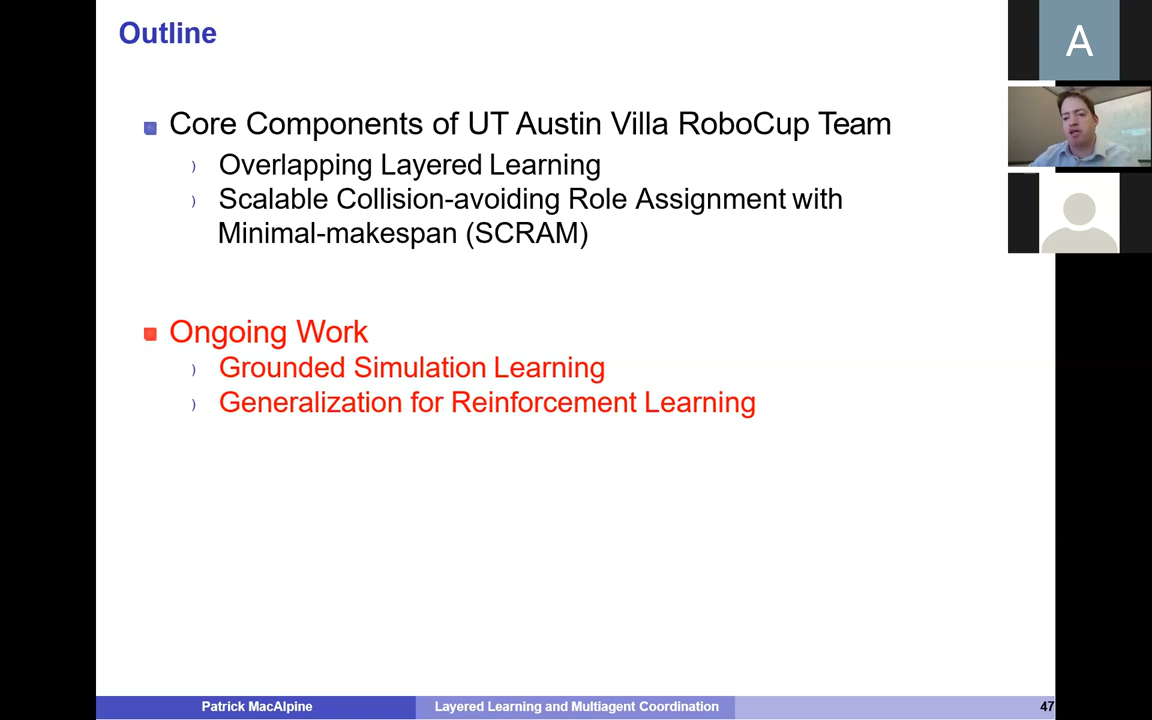 Outline
Core Components of UT Austin Villa RoboCup Team
Overlapping Layered Learning
Scalable Collision-avoiding Role Assignment with
Minimal-makespan (SCRAM)
Ongoing Work
Grounded Simulation Learning
Generalization for Reinforcement Learning
A
Patrick MacAlpine
Layered Learning and Multiagent Coordination
47